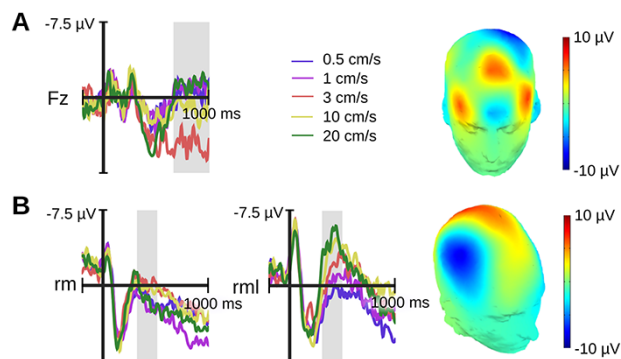 A
-7.5 µV
Fz
1000 ms
0.5 cm/s
1 cm/s
3 cm/s
10 cm/s
20 cm/s
10 µV
-10 µV
B
-7.5 µV
rm
1000 ms
-7.5 µV
rml
1000 ms
10 µV
-10 µV